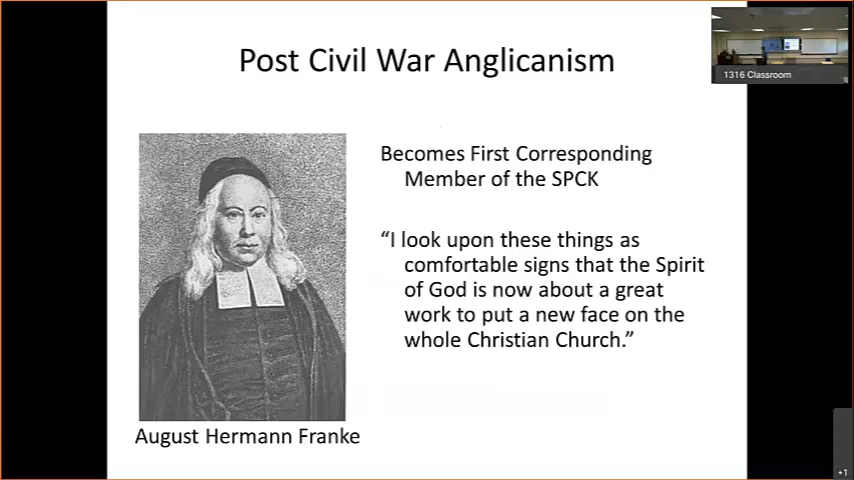 Post Civil War Anglicanism
1316 Classroom
Becomes First Corresponding
Member of the SPCK
“I look upon these things as
comfortable signs that the Spirit
of God is now about a great
work to put a new face on the
whole Christian Church.”
August Hermann Franke
+1